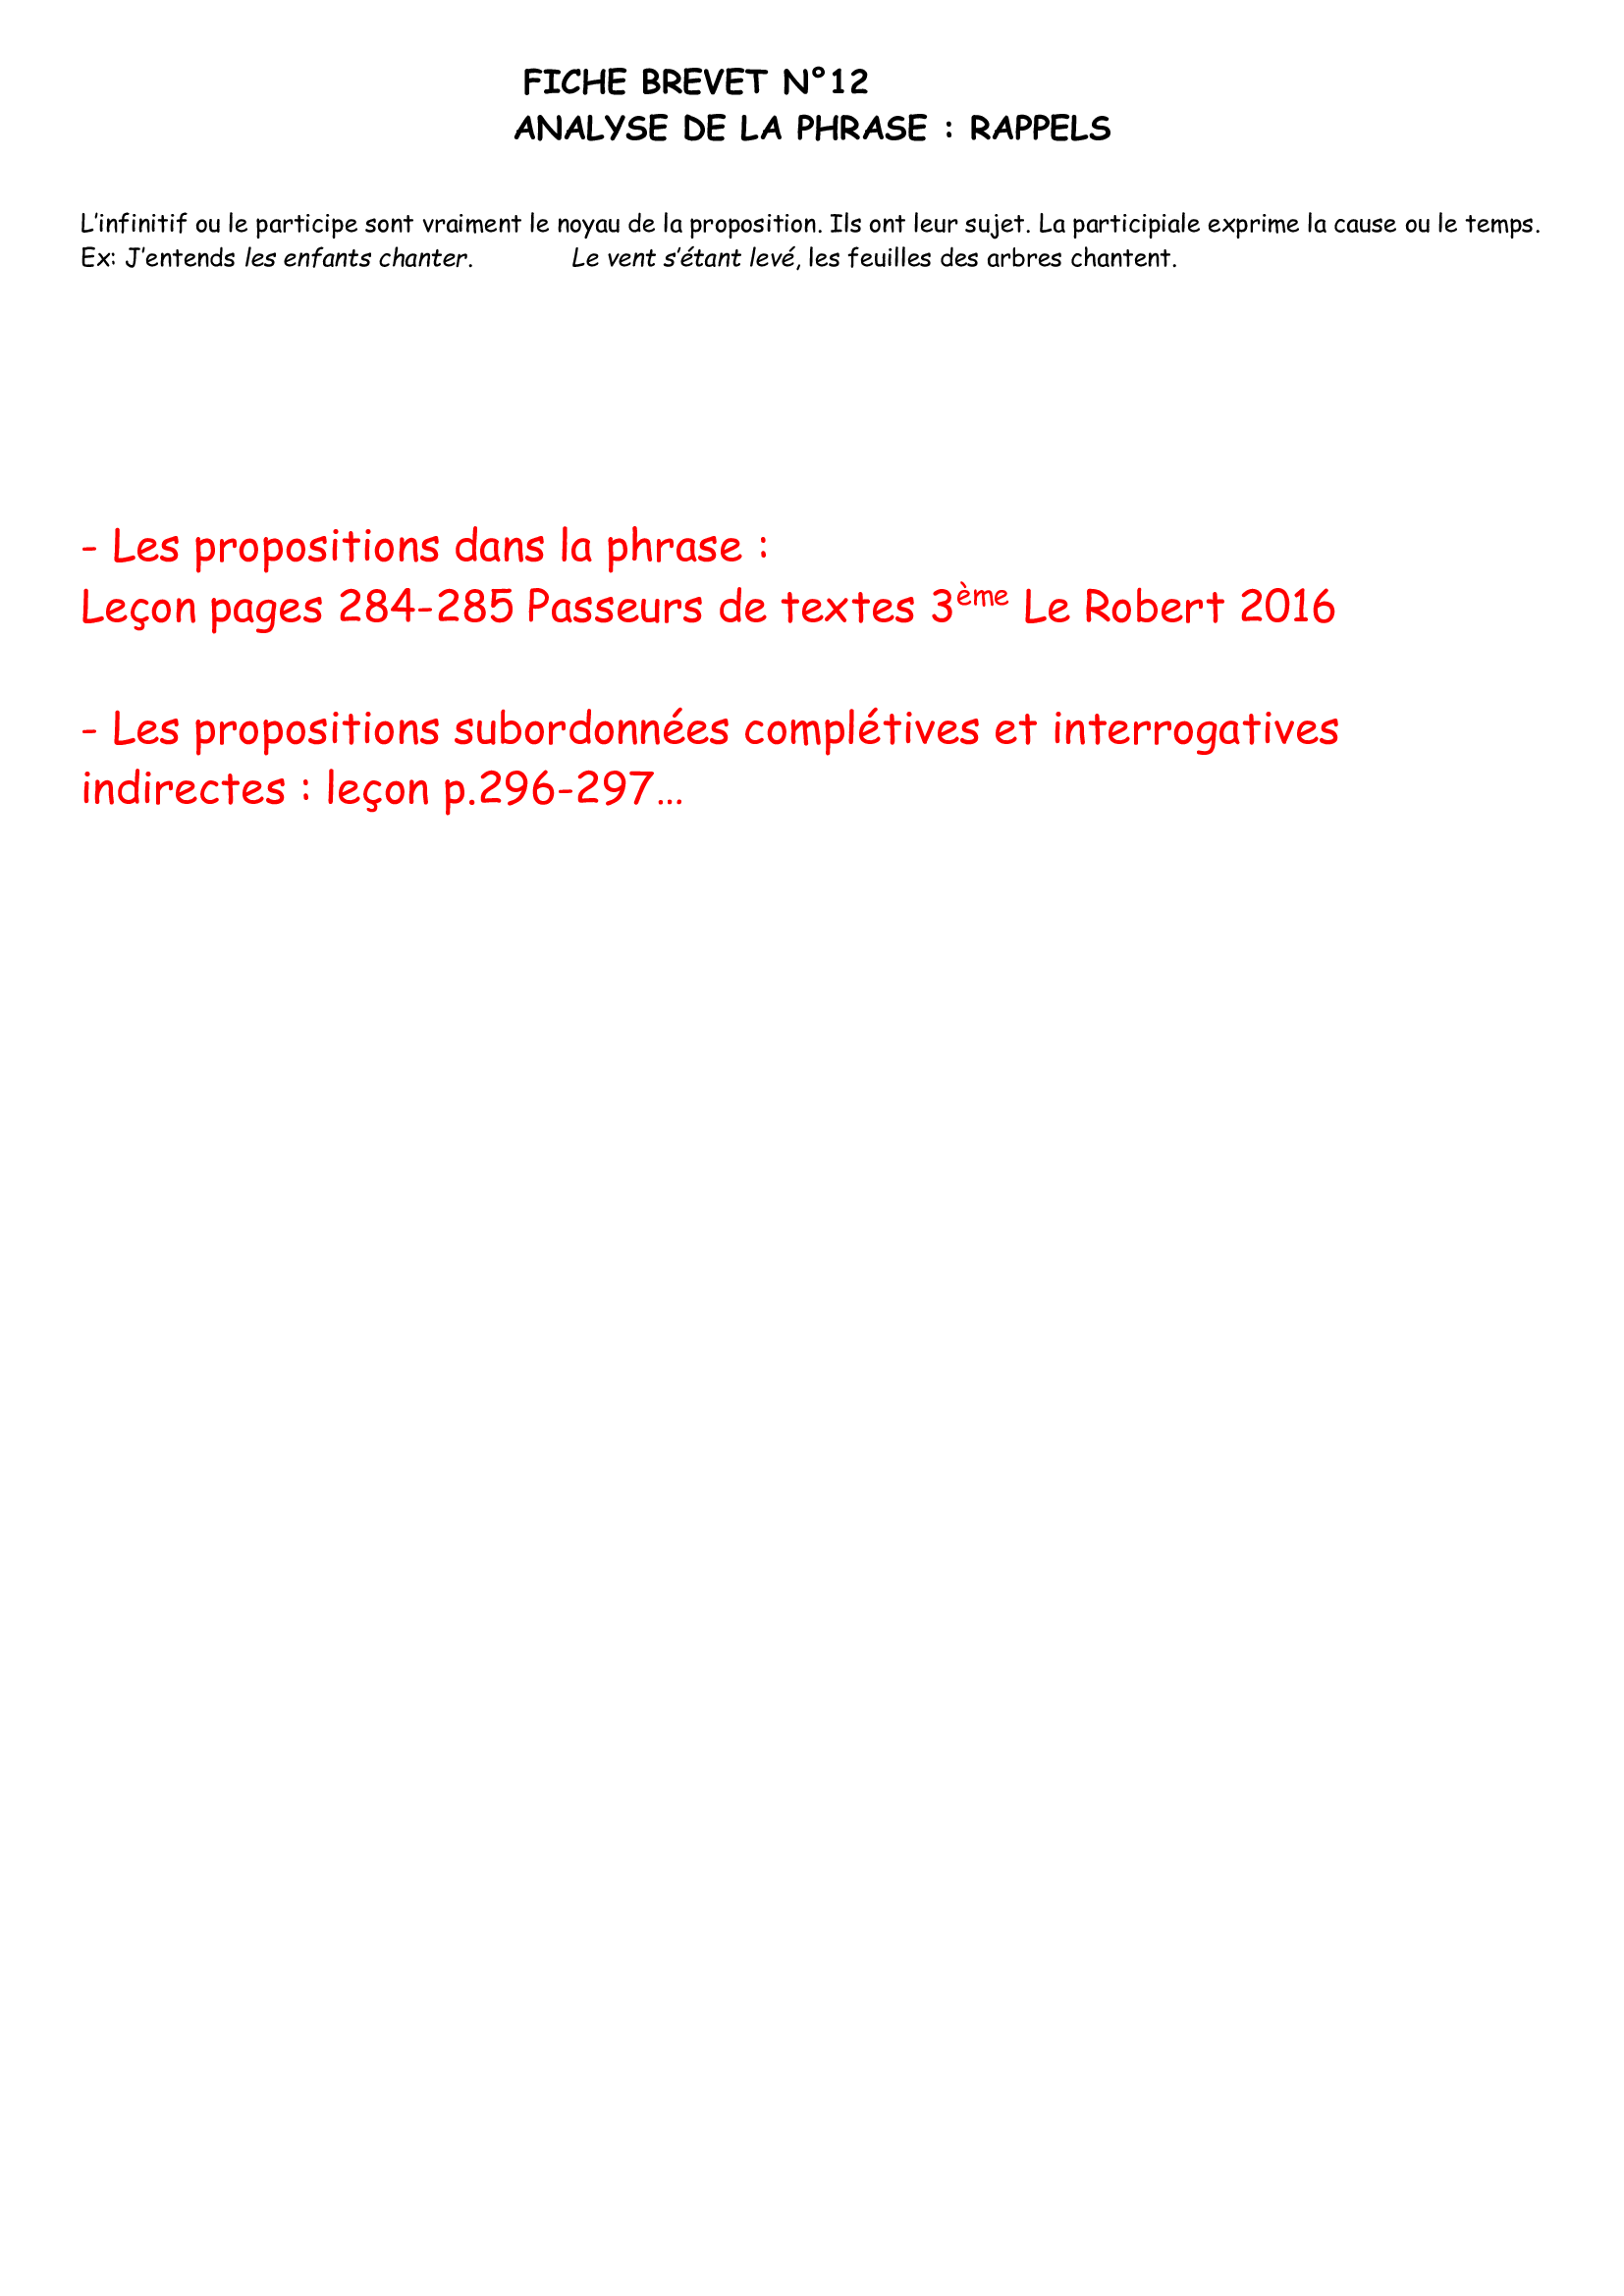 FICHE BREVET N°12
ANALYSE DE LA PHRASE : RAPPELS
L'infinitif ou le participe sont vraiment le noyau de la proposition. Ils ont leur sujet. La participiale exprime la cause ou le temps.
Ex: J'entends les enfants chanter. Le vent s'étant levé, les feuilles des arbres chantent.
- Les propositions dans la phrase :
Leçon pages 284-285 Passeurs de textes 3ème Le Robert 2016
- Les propositions subordonnées complétives et interrogatives
indirectes : leçon p.296-297…